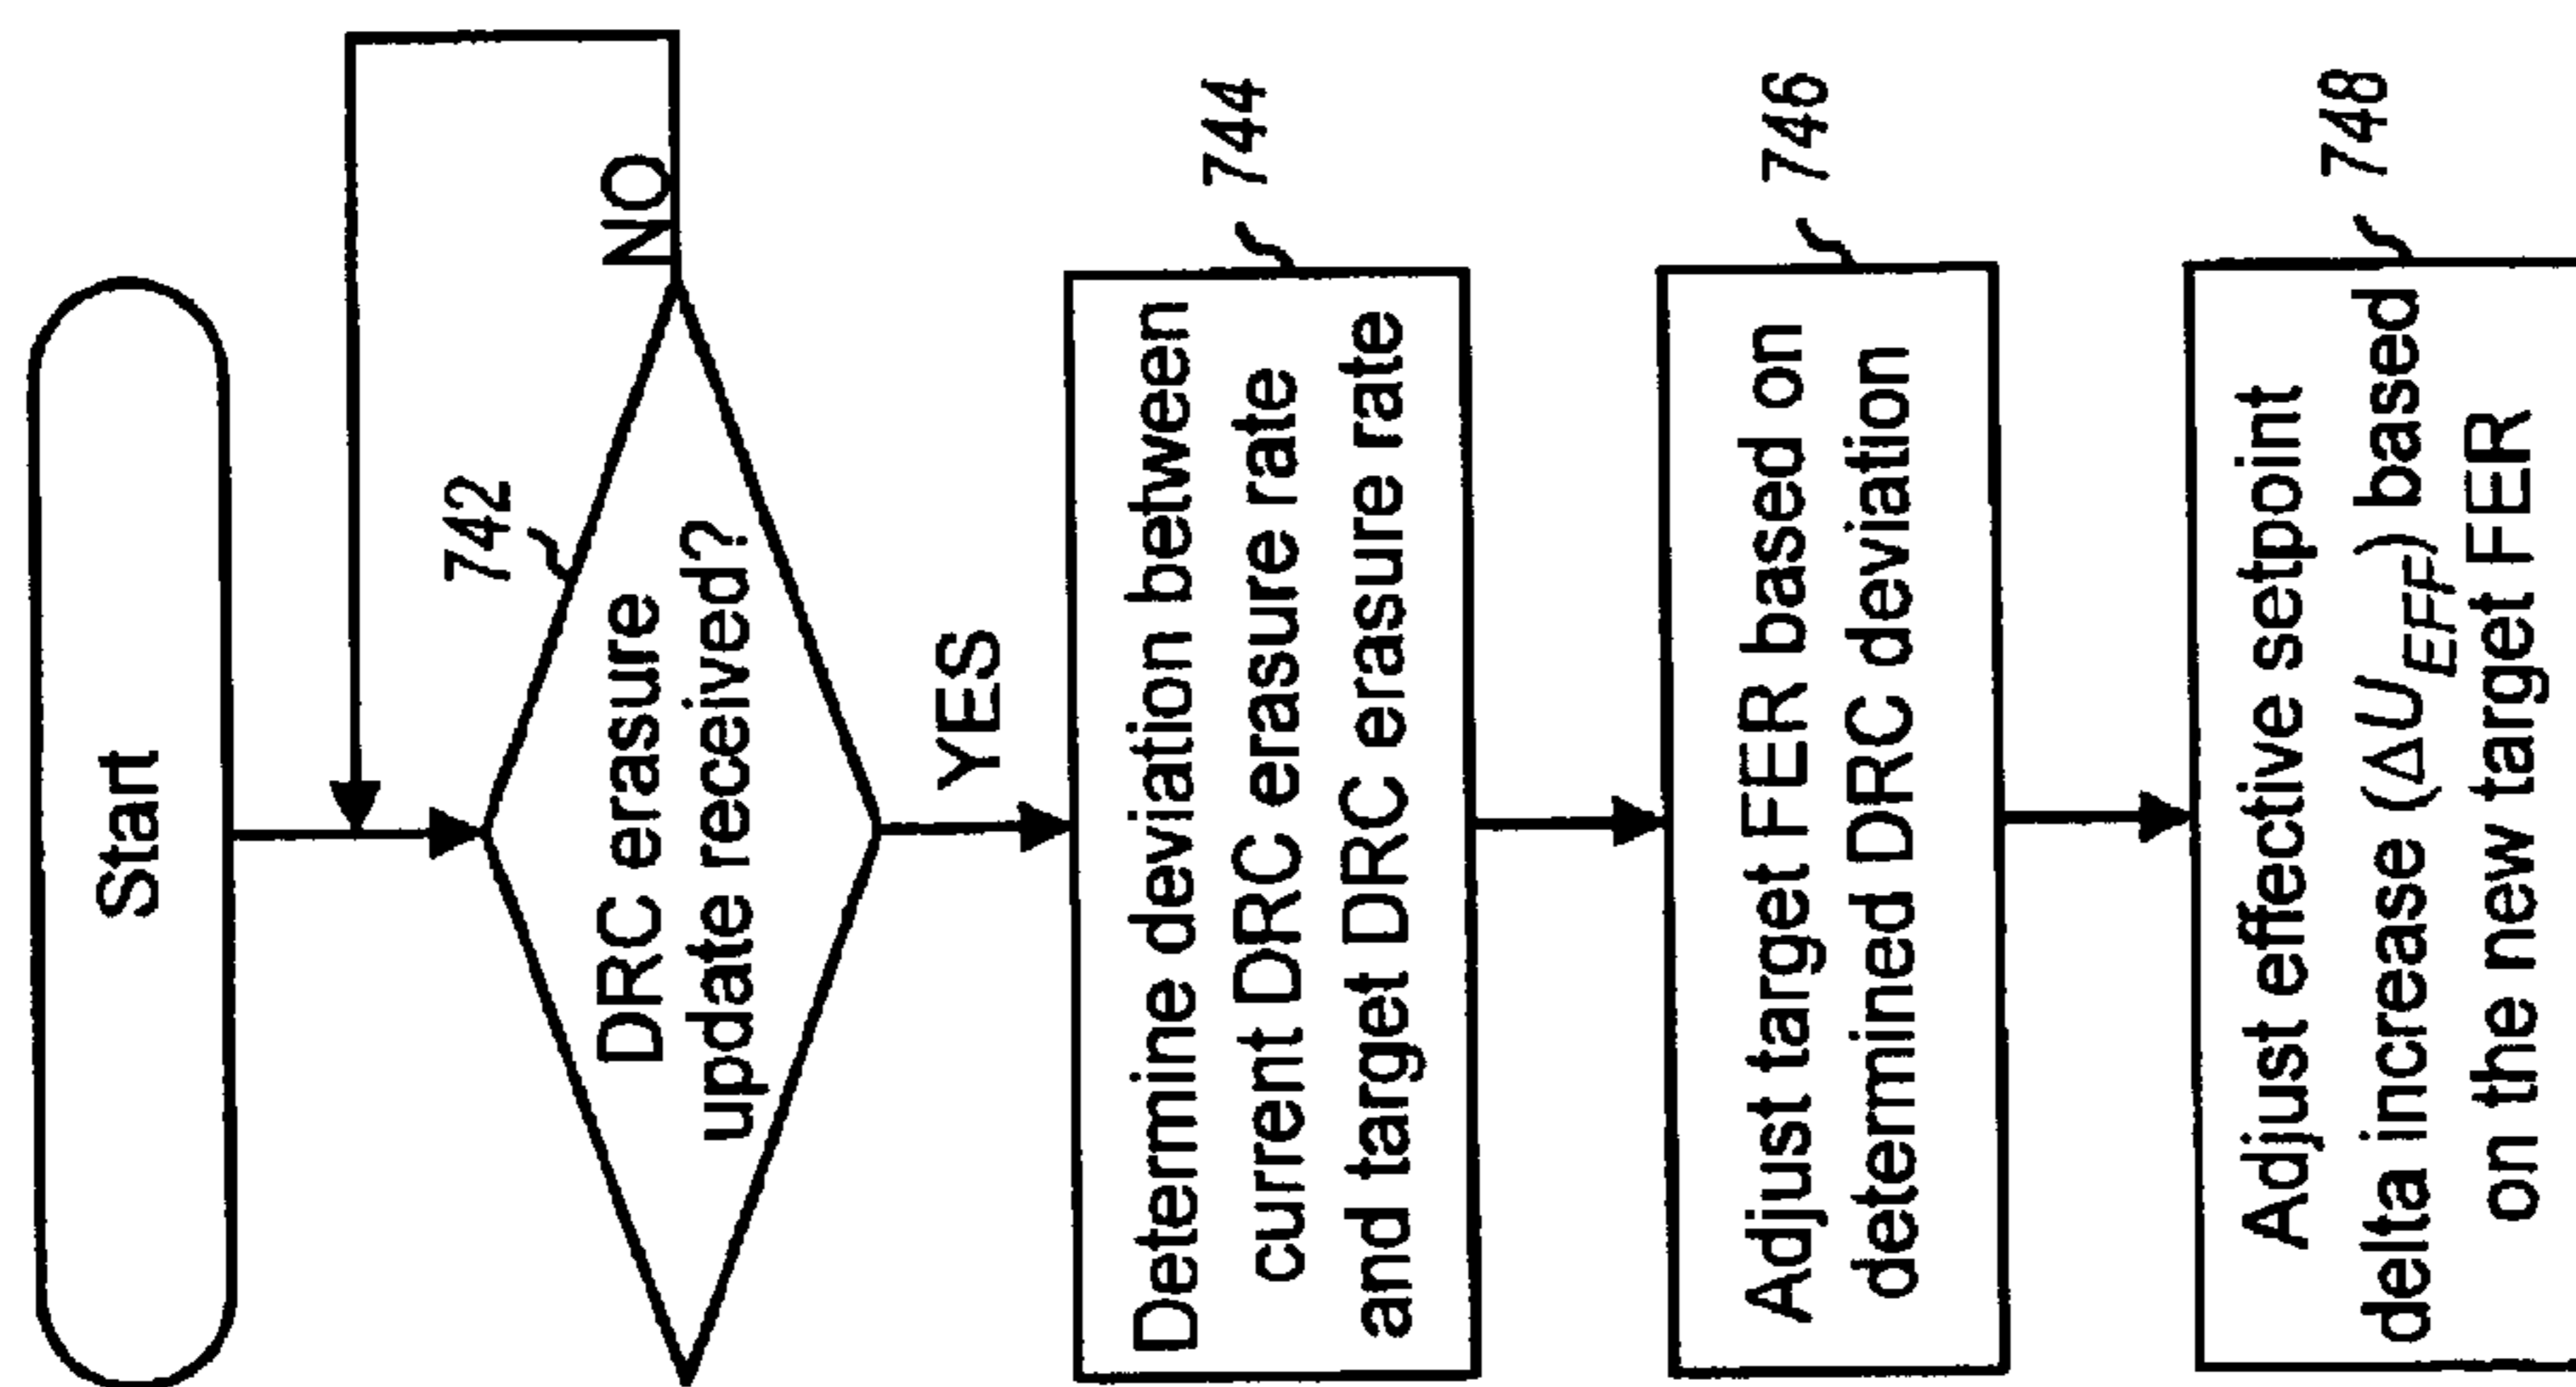 Start
742
DRC erasure
update received?
NO
YES
744
Determine deviation between
current DRC erasure rate
and target DRC erasure rate
746
Adjust target FER based on
determined DRC deviation
748
Adjust effective setpoint
delta increase (ΔU_EFF) based
on the new target FER